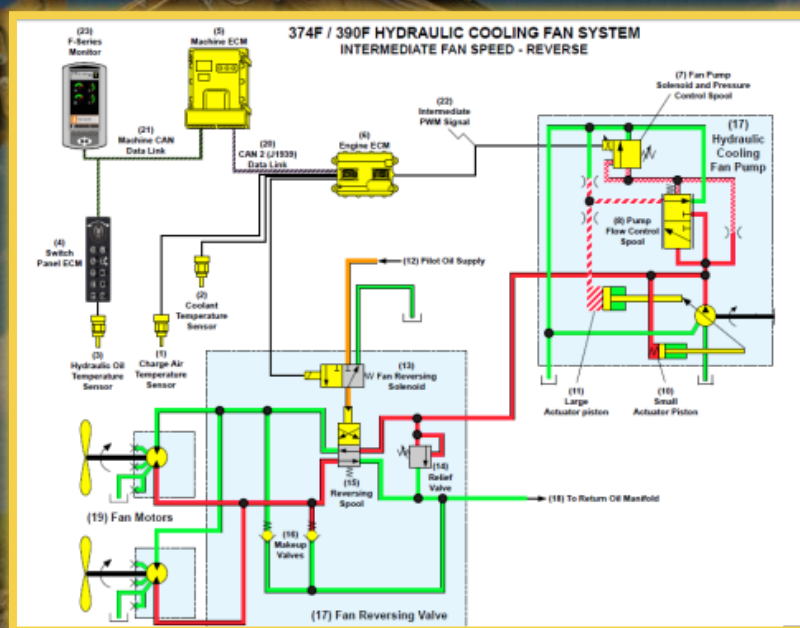 374F / 390F HYDRAULIC COOLING FAN SYSTEM
INTERMEDIATE FAN SPEED - REVERSE
(23)
F-Series
Monitor
(5)
Machine ECM
(21)
Machine CAN
Data Link
(20)
CAN 2 (J1939)
Data Link
(6)
Engine ECM
(22)
Intermediate
PWM Signal
(7) Fan Pump
Solenoid and Pressure
Control Spool
(17)
Hydraulic
Cooling
Fan Pump
(8) Pump
Flow Control
Spool
(4)
Switch
Panel ECM
(2)
Coolant
Temperature
Sensor
(12) Pilot Oil Supply
(3)
Hydraulic Oil
Temperature
Sensor
(1)
Charge Air
Temperature
Sensor
(13)
Fan Reversing
Solenoid
(11)
Large
Actuator piston
(10)
Small
Actuator Piston
(14)
Relief
Valve
(15)
Reversing
Spool
(18) To Return Oil Manifold
(19) Fan Motors
(16)
Makeup
Valves
(17) Fan Reversing Valve